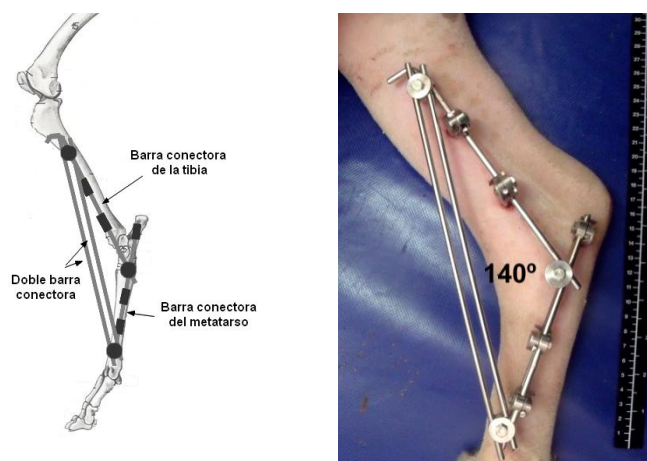 Barra conectora
de la tibia
Doble barra
conectora
Barra conectora
del metatarso
140º